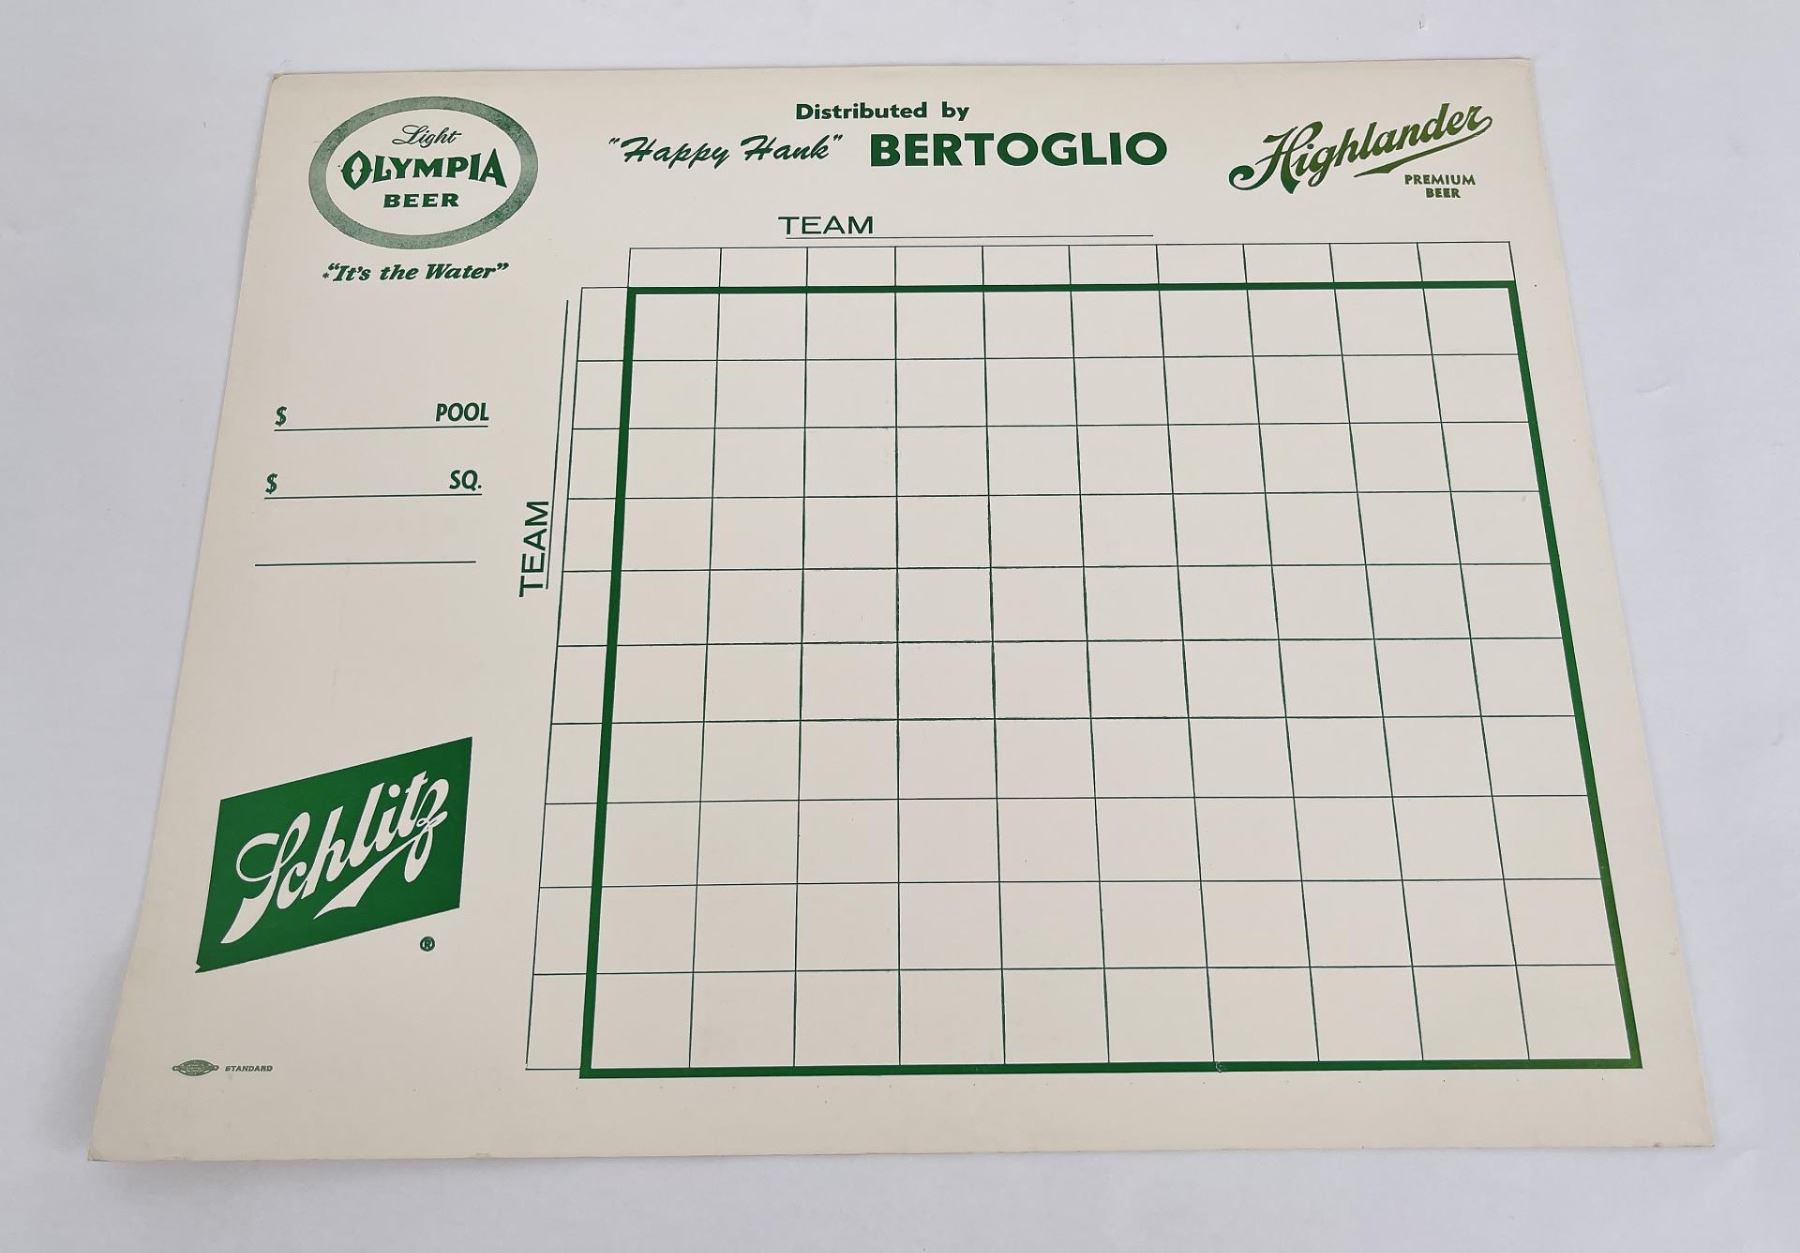 Light
OLYMPIA
BEER
*"It's the Water"
Distributed by
"Happy Hank" BERTOGLIO
Highlander
PREMIUM
BEER
TEAM
TEAM
$ POOL
$ SQ.
Schlitz
®
STANDARD